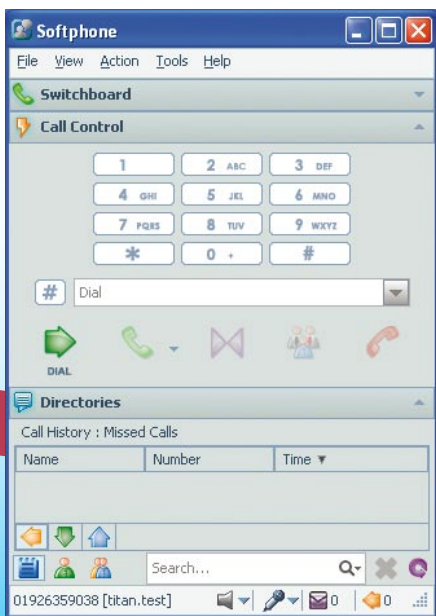 Softphone
File View Action Tools Help
Switchboard
Call Control
1 2 ABC 3 DEF
4 GHI 5 JKL 6 MNO
7 PQRS 8 TUV 9 WXYZ
* 0 + #
# Dial
DIAL
Directories
Call History : Missed Calls
Name Number Time ▼
Search...
01926359038 [titan.test] 0 0